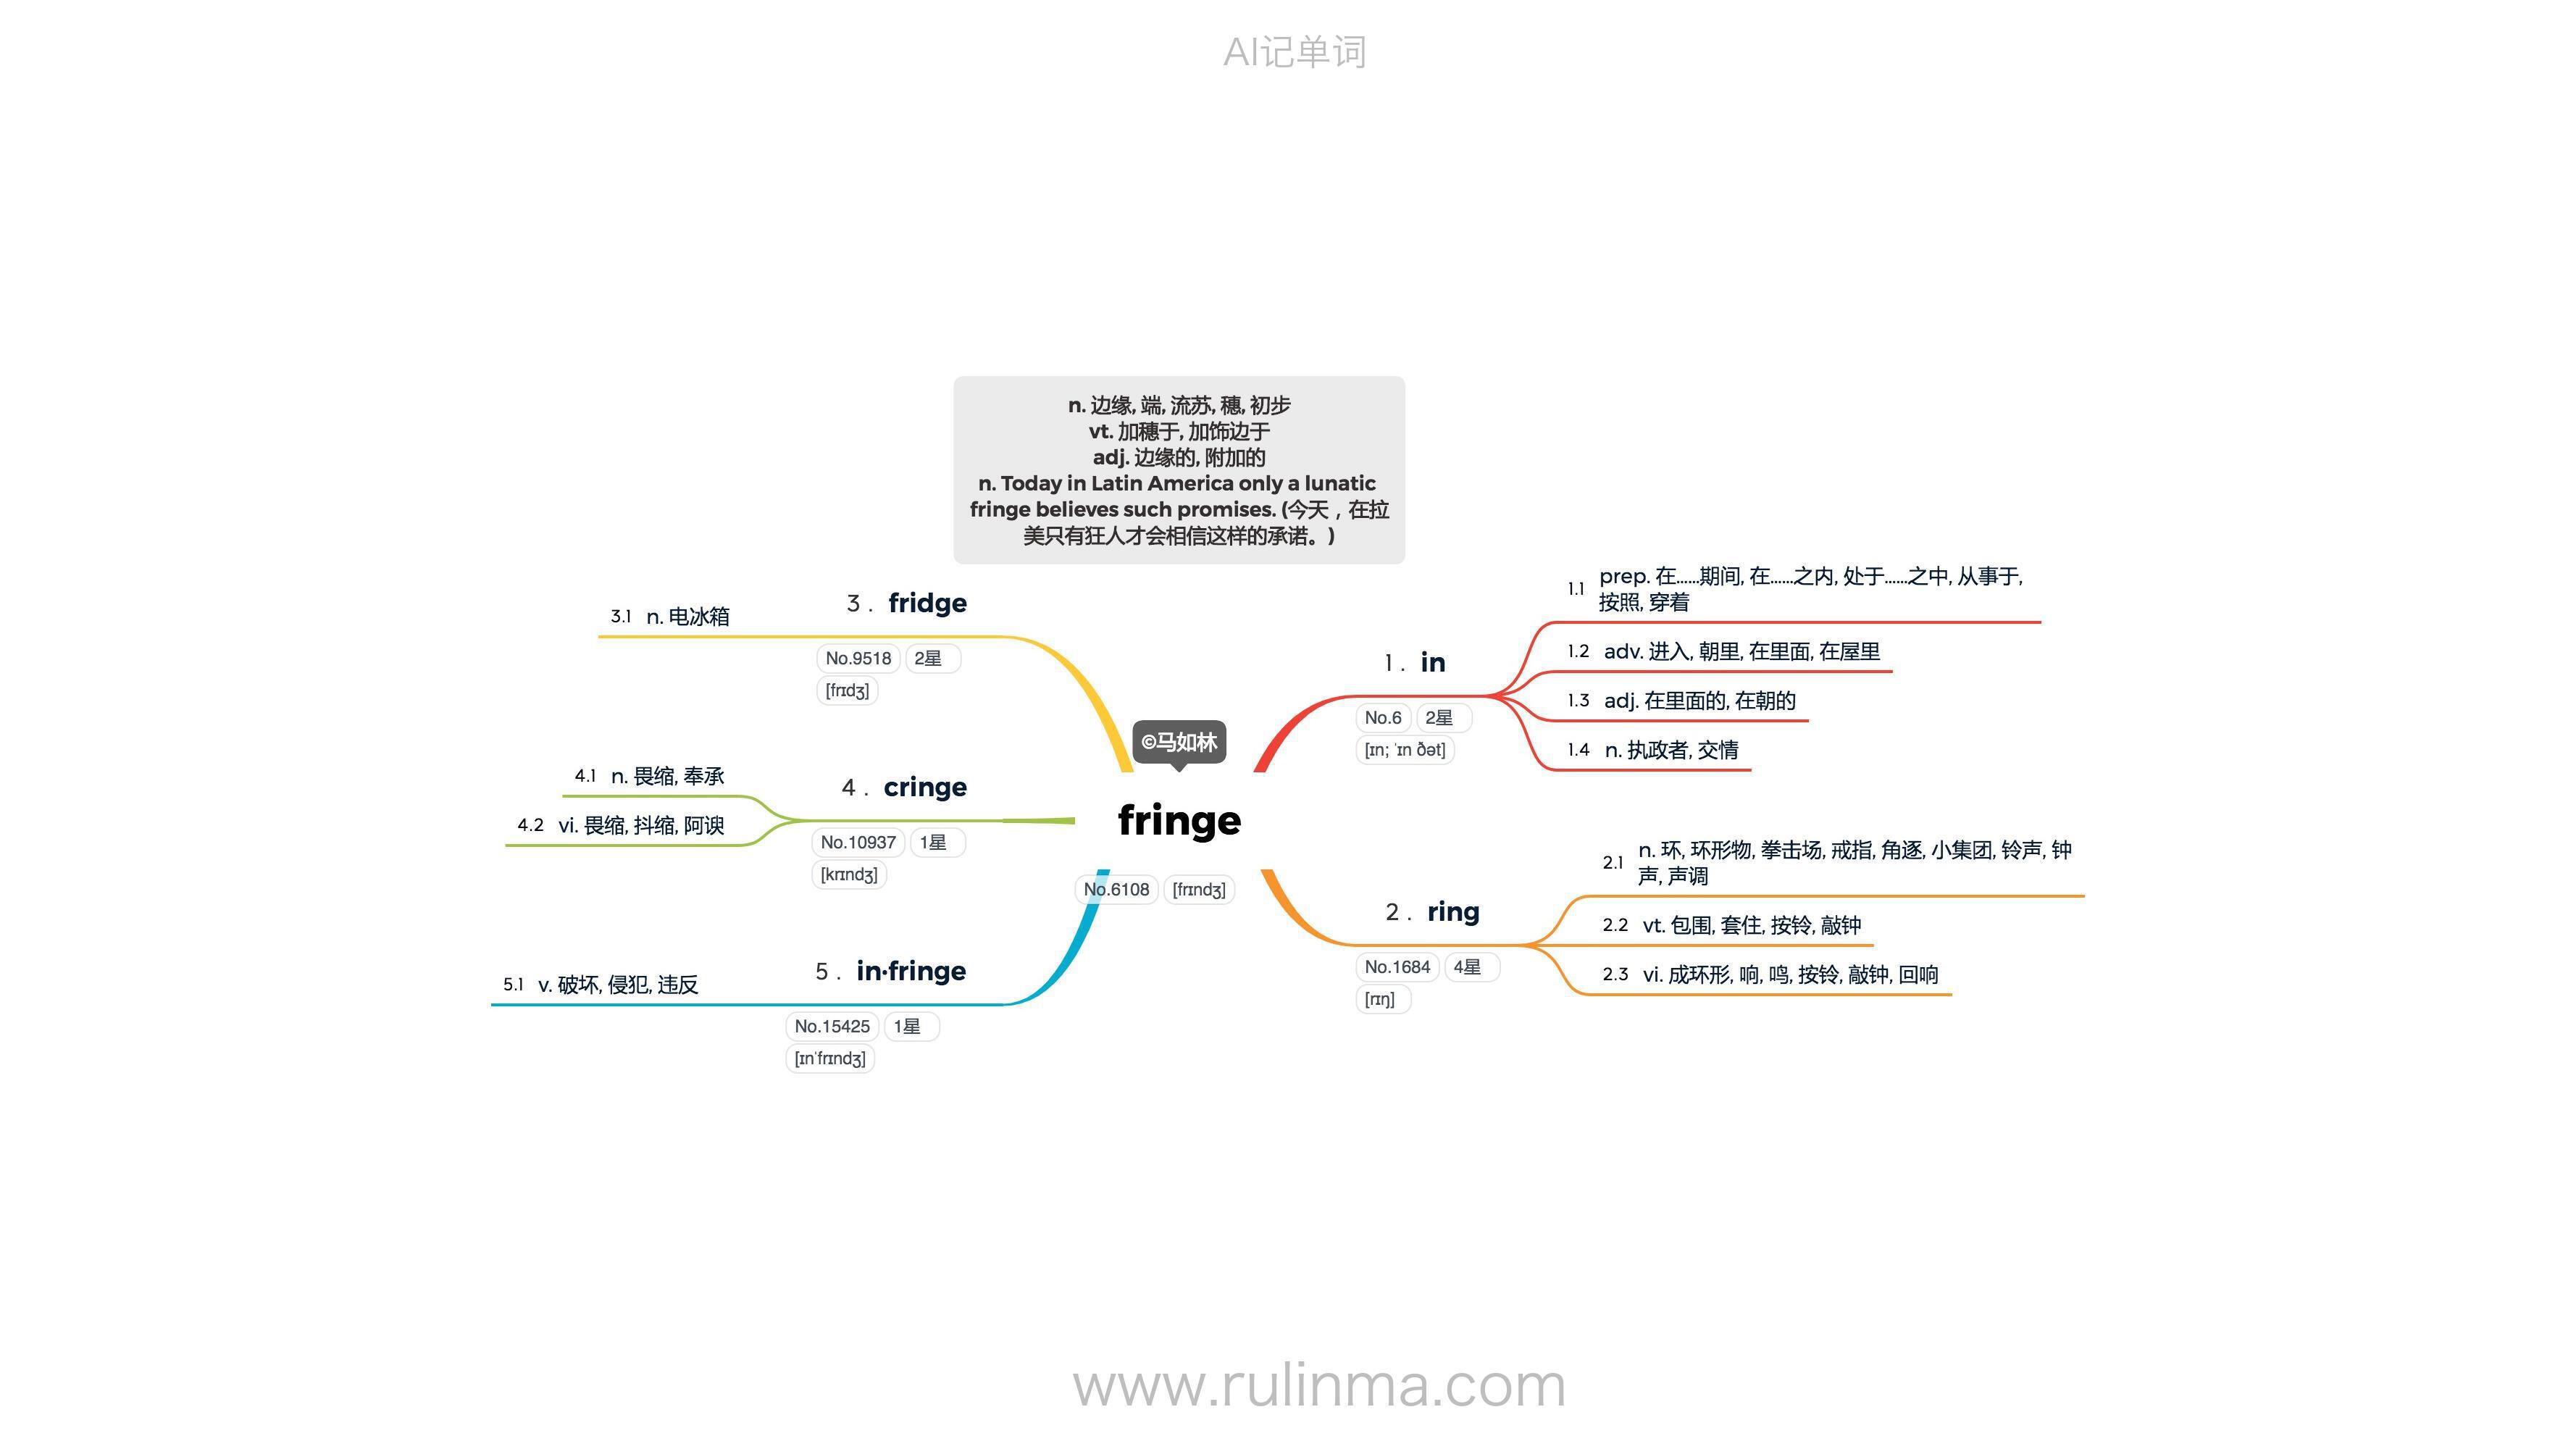 AI记单词
n. 边缘, 端, 流苏, 穗, 初步
vt. 加穗于, 加饰边于
adj. 边缘的, 附加的
n. Today in Latin America only a lunatic
fringe believes such promises. (今天，在拉
美只有狂人才会相信这样的承诺。)
©马如林
fringe
No.6108 [frɪndʒ]
1. in
No.6 2星
[ɪn; ˈɪn ðət]
1.1 prep. 在……期间, 在……之内, 处于……之中, 从事于,
按照, 穿着
1.2 adv. 进入, 朝里, 在里面, 在屋里
1.3 adj. 在里面的, 在朝的
1.4 n. 执政者, 交情
2. ring
No.1684 4星
[rɪŋ]
2.1 n. 环, 环形物, 拳击场, 戒指, 角逐, 小集团, 铃声, 钟
声, 声调
2.2 vt. 包围, 套住, 按铃, 敲钟
2.3 vi. 成环形, 响, 鸣, 按铃, 敲钟, 回响
3. fridge
No.9518 2星
[frɪdʒ]
3.1 n. 电冰箱
4. cringe
No.10937 1星
[krɪndʒ]
4.1 n. 畏缩, 奉承
4.2 vi. 畏缩, 抖缩, 阿谀
5. in·fringe
No.15425 1星
[ɪnˈfrɪndʒ]
5.1 v. 破坏, 侵犯, 违反
www.rulinma.com